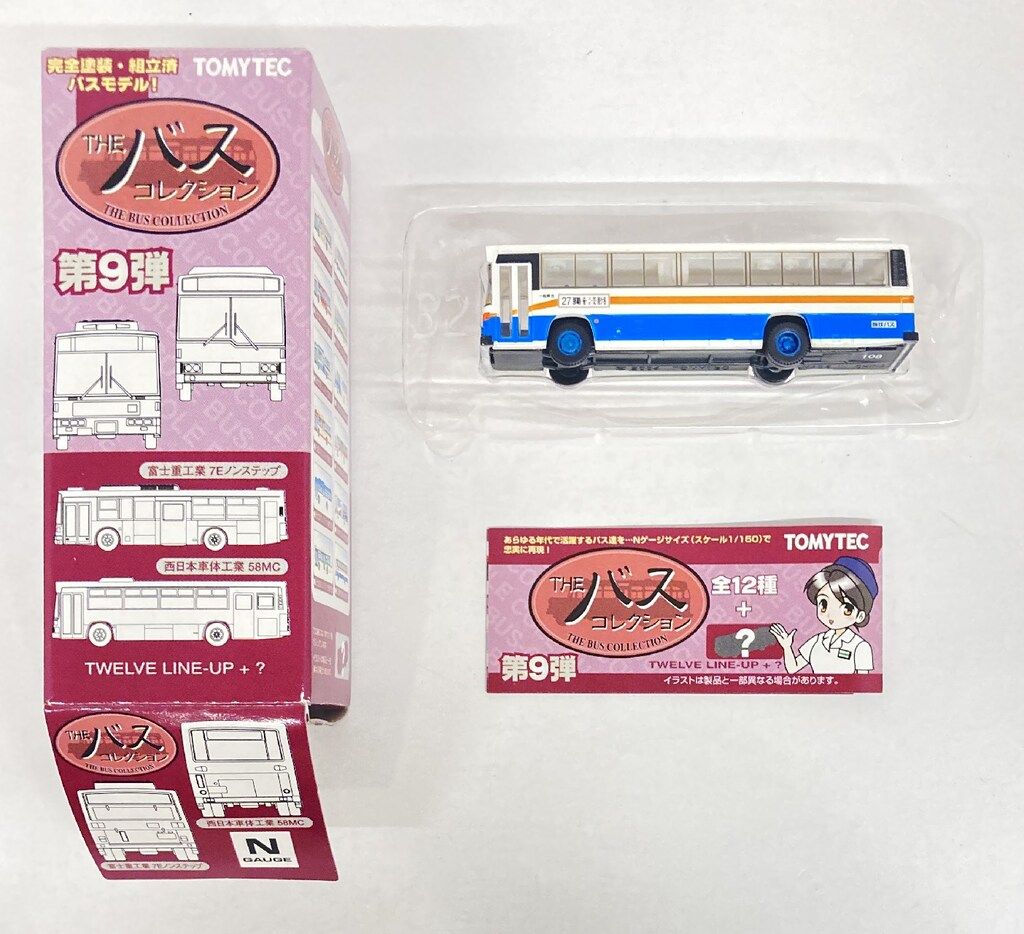 完全塗装・組立済
バスモデル!
TOMYTEC
THE バス
コレクション
THE BUS COLLECTION
第9弾
富士重工業 7Eノンステップ
西日本車体工業 58MC
TWELVE LINE-UP + ?
THE バス
コレクション
THE BUS COLLECTION
西日本車体工業 58MC
富士重工業 7Eノンステップ
N
GAUGE
27
108
あらゆる年代で活躍するバス達を…Nゲージサイズ(スケール1/150)で
忠実に再現!
TOMYTEC
THE バス
コレクション
THE BUS COLLECTION
第9弾
全12種
+
?
TWELVE LINE-UP + ?
イラストは製品と一部異なる場合があります。